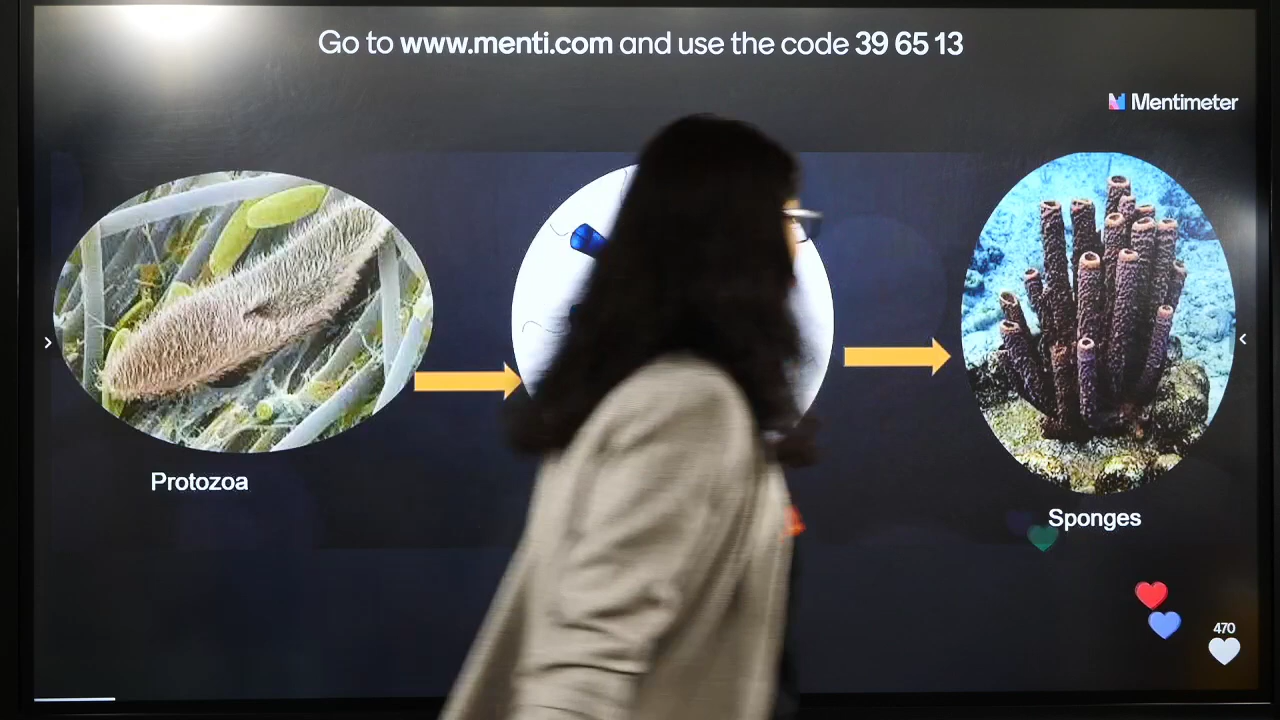 Go to www.menti.com and use the code 39 65 13
Mentimeter
Protozoa
Sponges
470